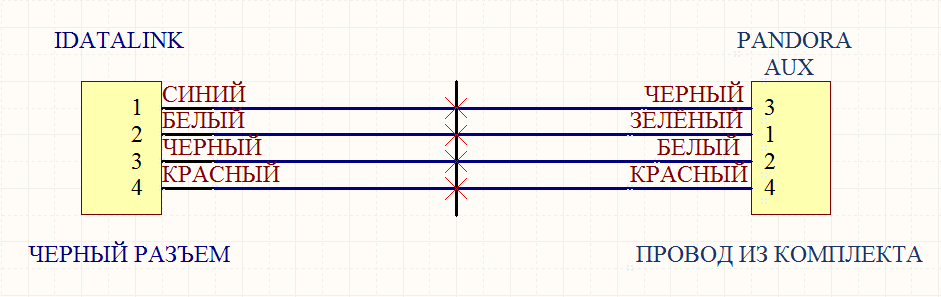 IDATALINK PANDORA
AUX
СИНИЙ ЧЕРНЫЙ
1 3
БЕЛЫЙ ЗЕЛЁНЫЙ
2 1
ЧЕРНЫЙ БЕЛЫЙ
3 2
КРАСНЫЙ КРАСНЫЙ
4 4
ЧЕРНЫЙ РАЗЪЕМ ПРОВОД ИЗ КОМПЛЕКТА